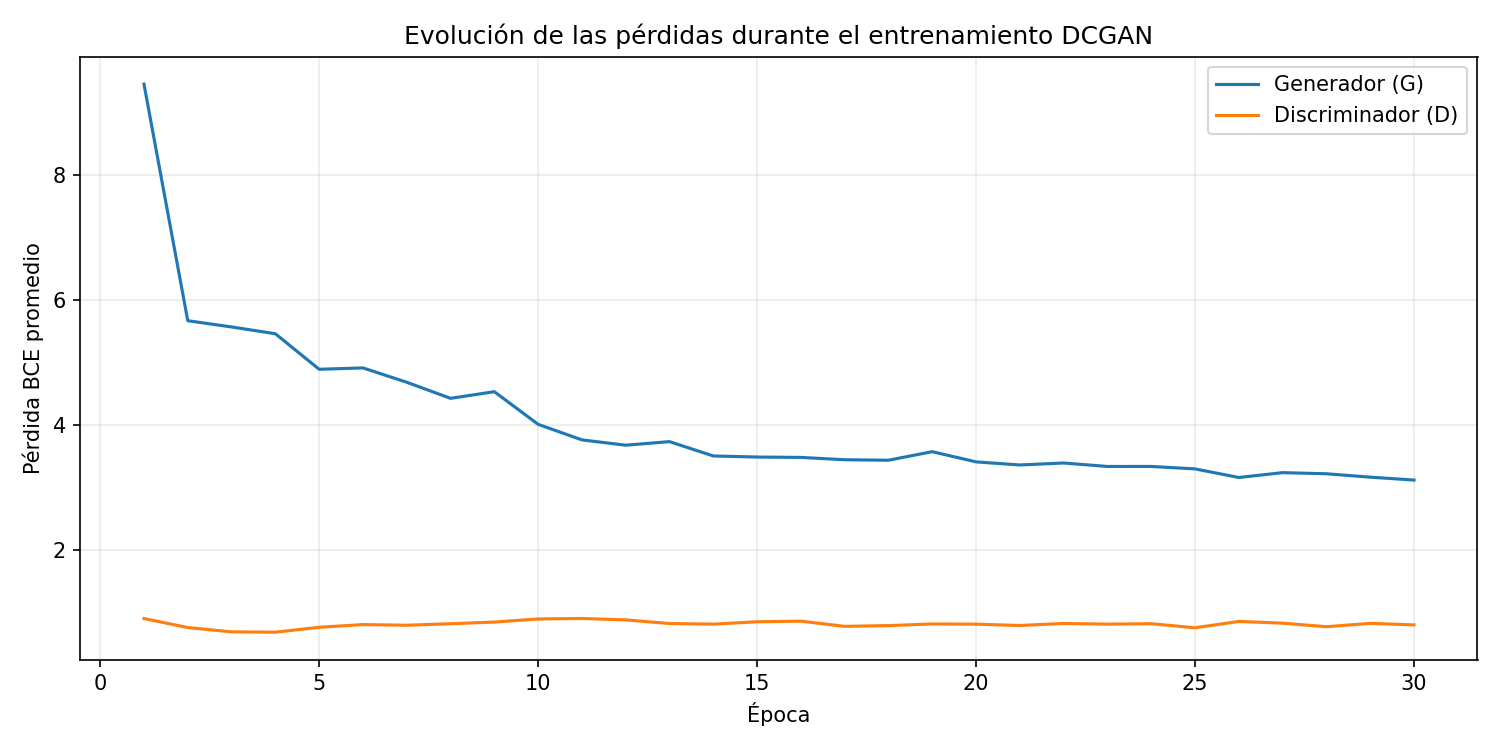 Evolución de las pérdidas durante el entrenamiento DCGAN
Generador (G)
Discriminador (D)
Pérdida BCE promedio
8
6
4
2
0 5 10 15 20 25 30
Época